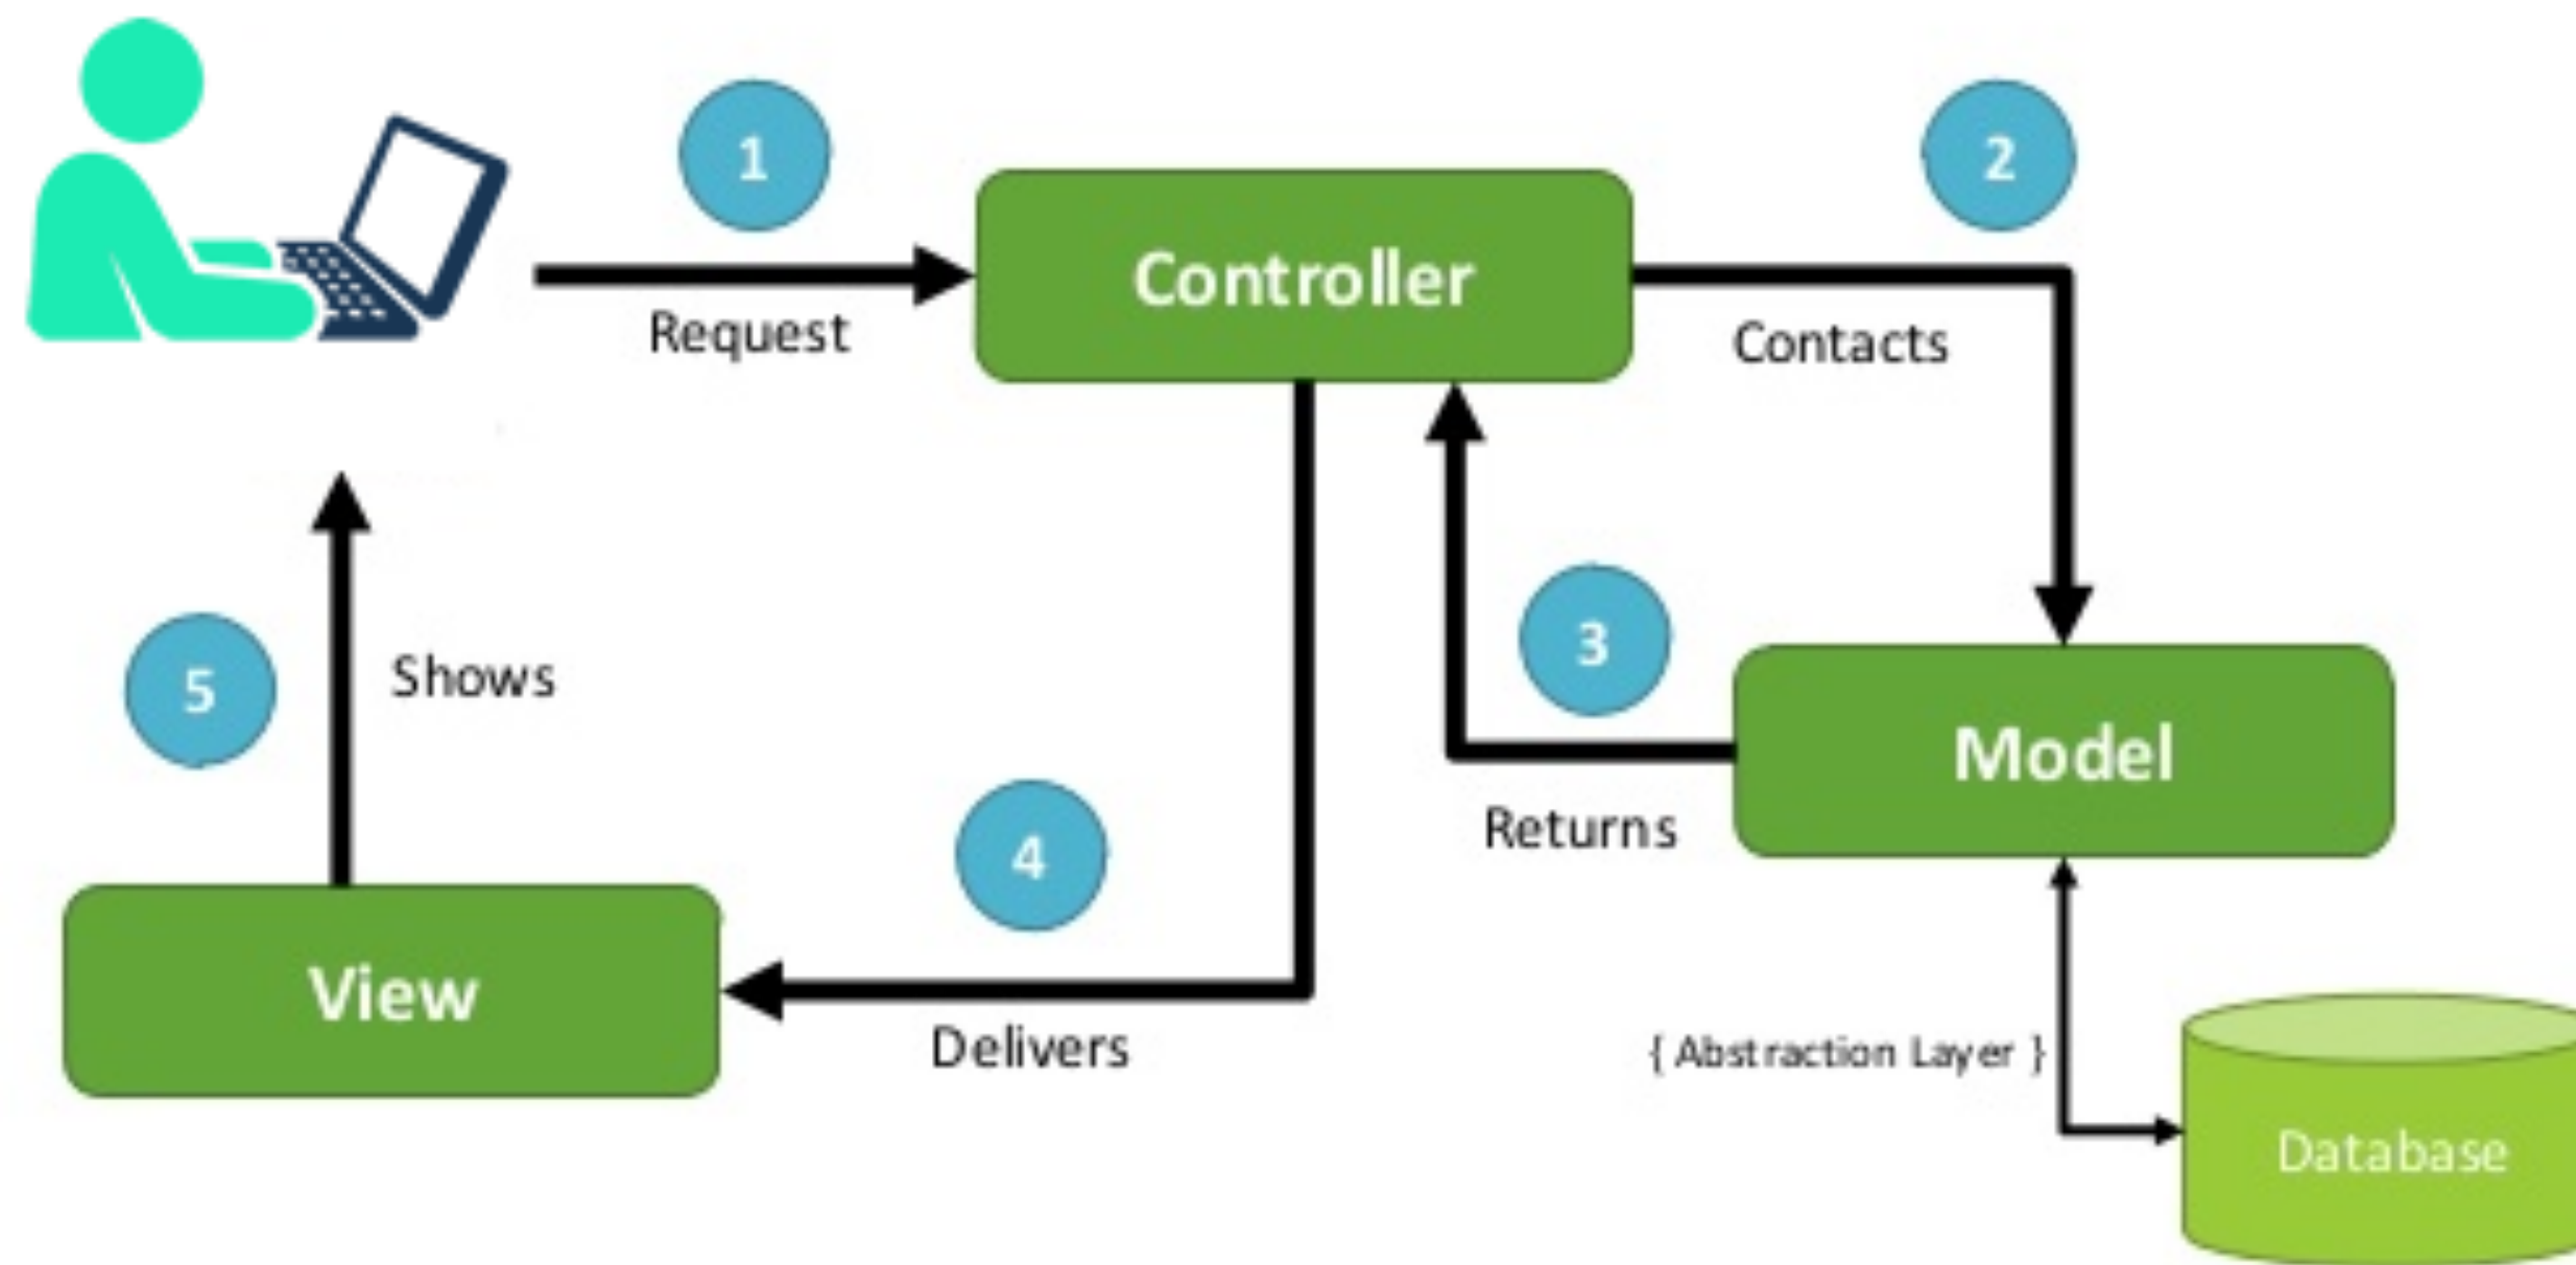 1
2
Controller
Request
Contacts
3
5
Shows
Model
Returns
4
View
Delivers
{ Abstraction Layer }
Database